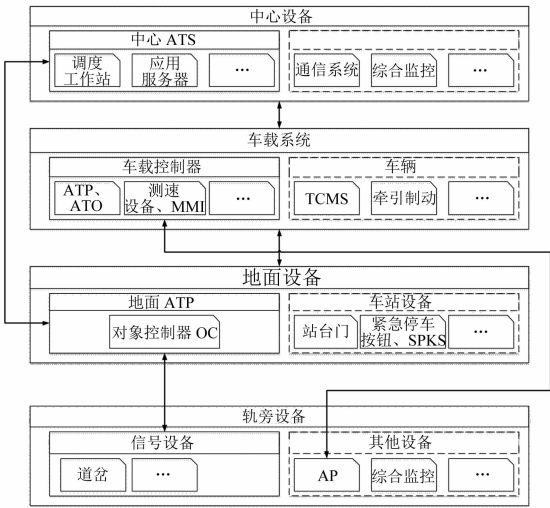 中心设备
中心 ATS
调度
工作站
应用
服务器
…
通信系统
综合监控
…
车载系统
车载控制器
车辆
ATP、
ATO
测速
设备、MMI
…
TCMS
牵引制动
…
地面设备
地面 ATP
车站设备
对象控制器 OC
站台门
紧急停车
按钮、SPKS
…
轨旁设备
信号设备
其他设备
道岔
…
AP
综合监控
…